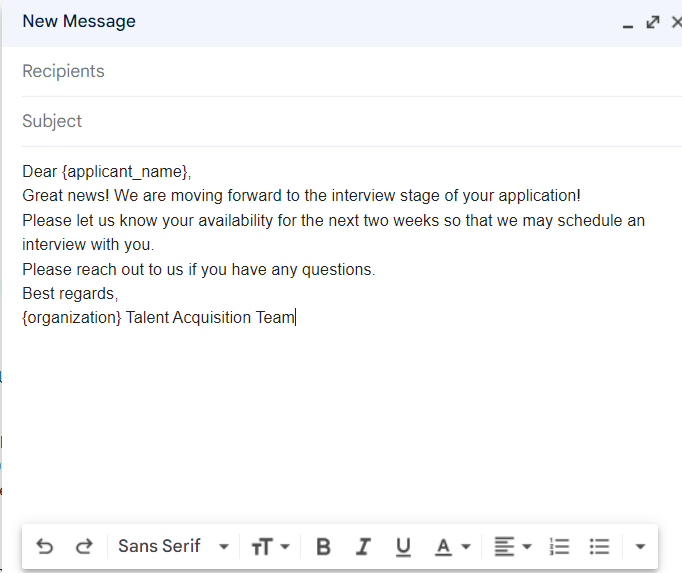 New Message
Recipients
Subject
Dear {applicant_name},
Great news! We are moving forward to the interview stage of your application!
Please let us know your availability for the next two weeks so that we may schedule an
interview with you.
Please reach out to us if you have any questions.
Best regards,
{organization} Talent Acquisition Team
Sans Serif